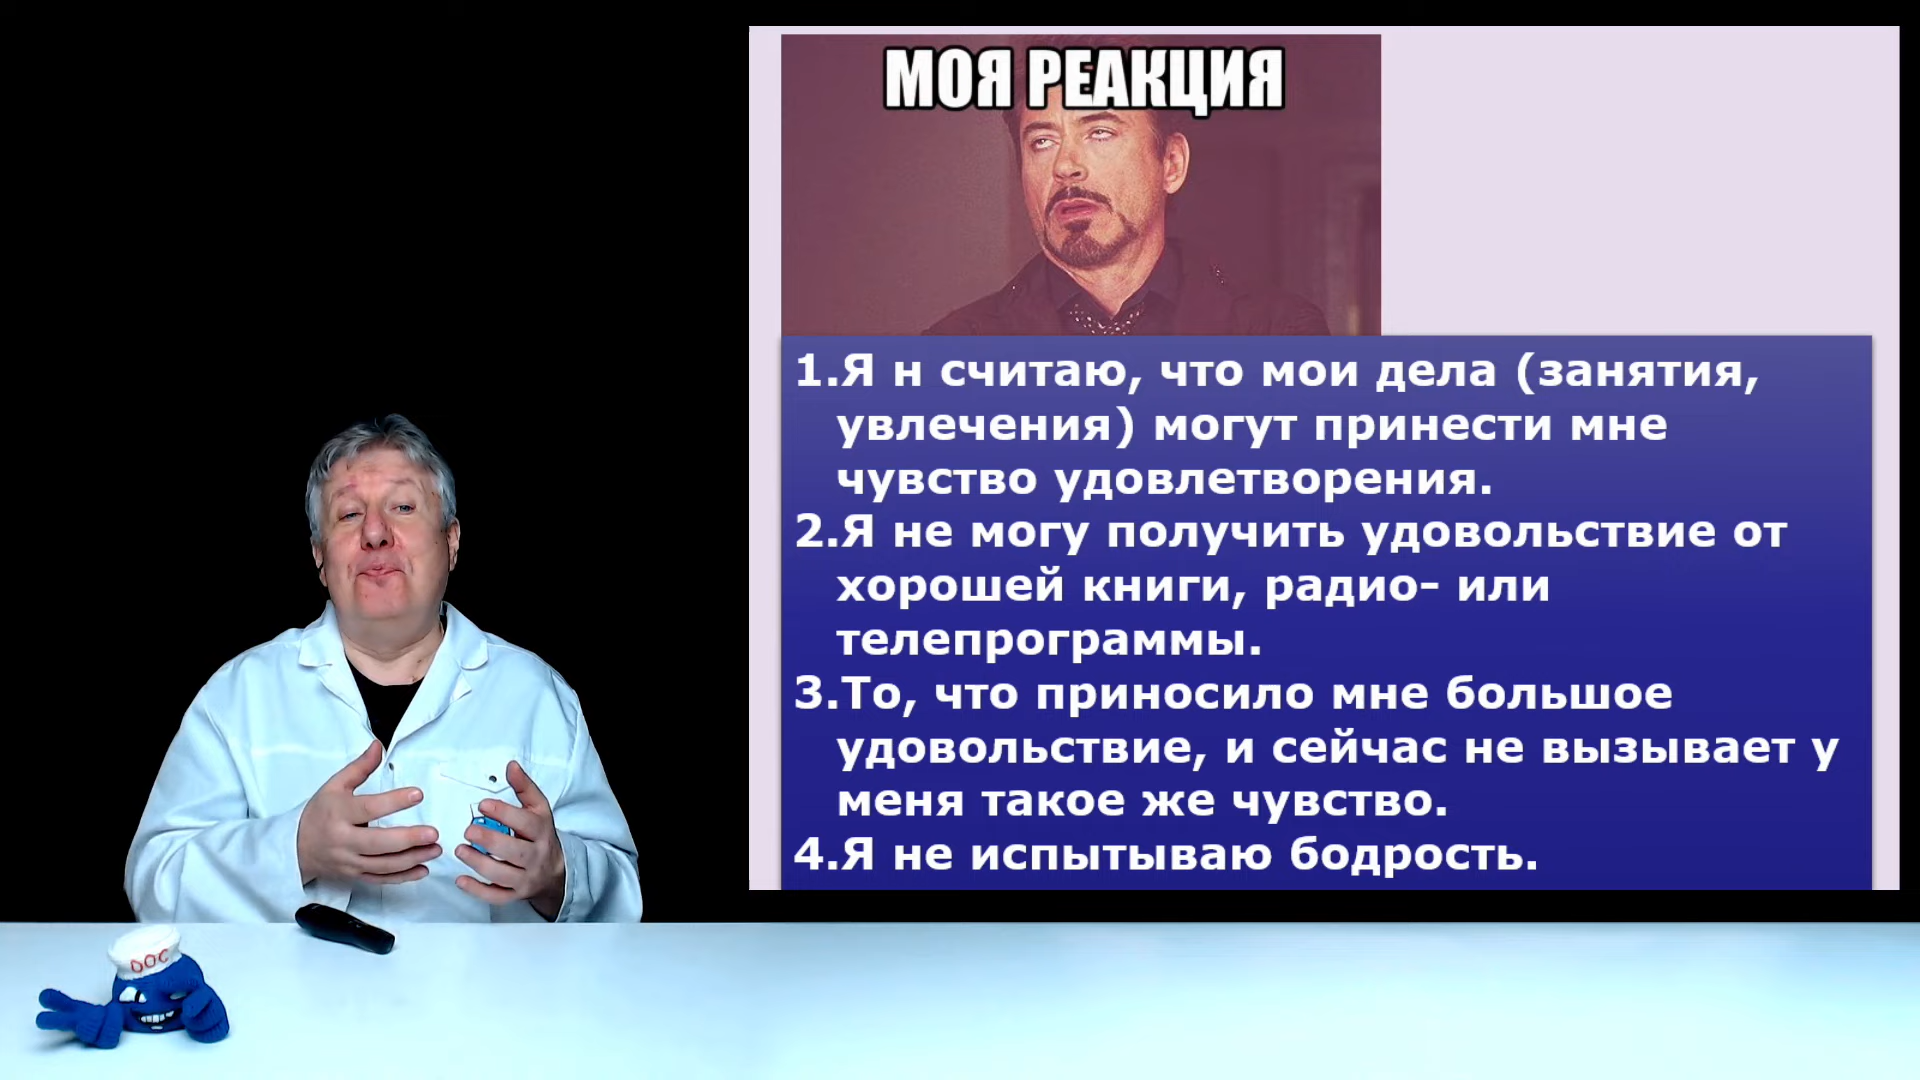 МОЯ РЕАКЦИЯ
1.Я н считаю, что мои дела (занятия,
увлечения) могут принести мне
чувство удовлетворения.
2.Я не могу получить удовольствие от
хорошей книги, радио- или
телепрограммы.
3.То, что приносило мне большое
удовольствие, и сейчас не вызывает у
меня такое же чувство.
4.Я не испытываю бодрость.
DOC